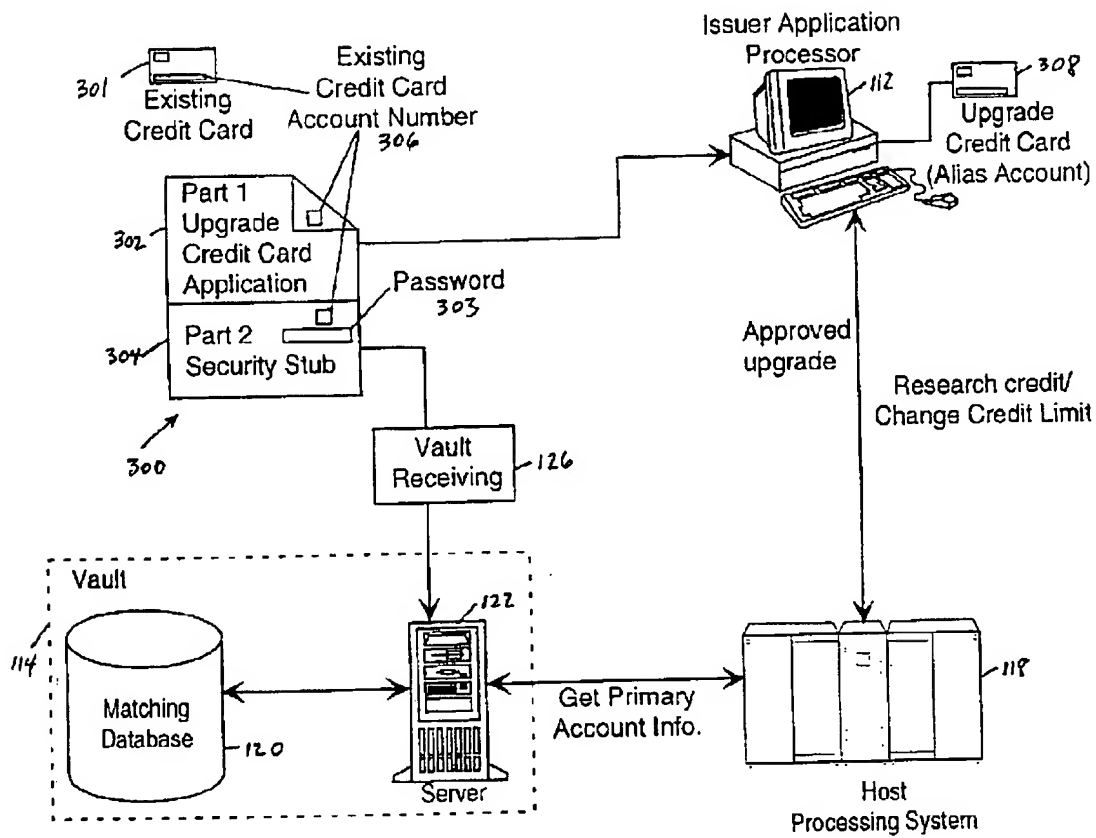 Issuer Application
Processor
112
308
Upgrade
Credit Card
(Alias Account)
301
Existing
Credit Card
Existing
Credit Card
Account Number
306
Part 1
Upgrade
Credit Card
Application
302
Password
303
Part 2
Security Stub
304
300
Approved
upgrade
Research credit/
Change Credit Limit
Vault
Receiving
126
Vault
114
Matching
Database
120
122
Server
Get Primary
Account Info.
118
Host
Processing System